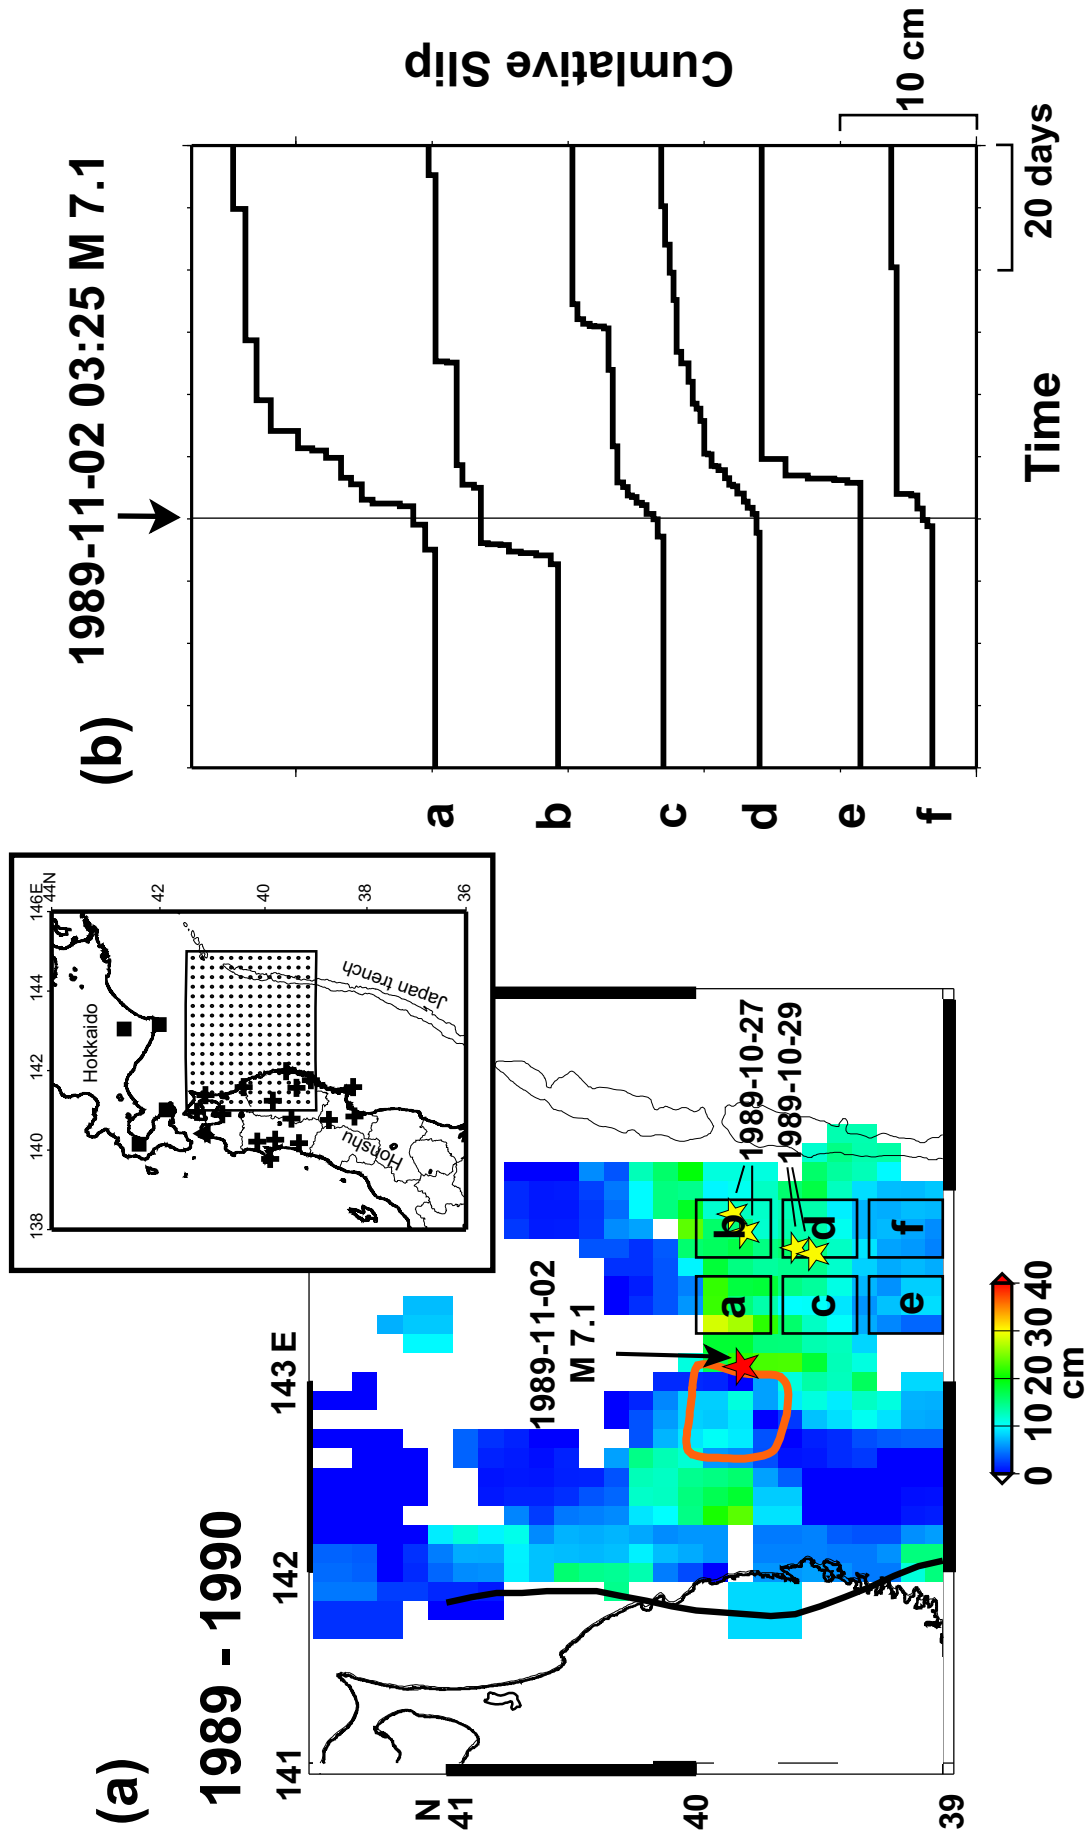 (a)
1989 - 1990
141
142
143 E
N
41
40
39
1989-11-02
M 7.1
1989-10-27
1989-10-29
a
b
c
d
e
f
0 10 20 30 40
cm
138
140
142
144
146E
44N
42
40
38
36
Hokkaido
Honshu
Japan trench
(b)
1989-11-02 03:25 M 7.1
a
b
c
d
e
f
Time
20 days
10 cm
Cumlative Slip